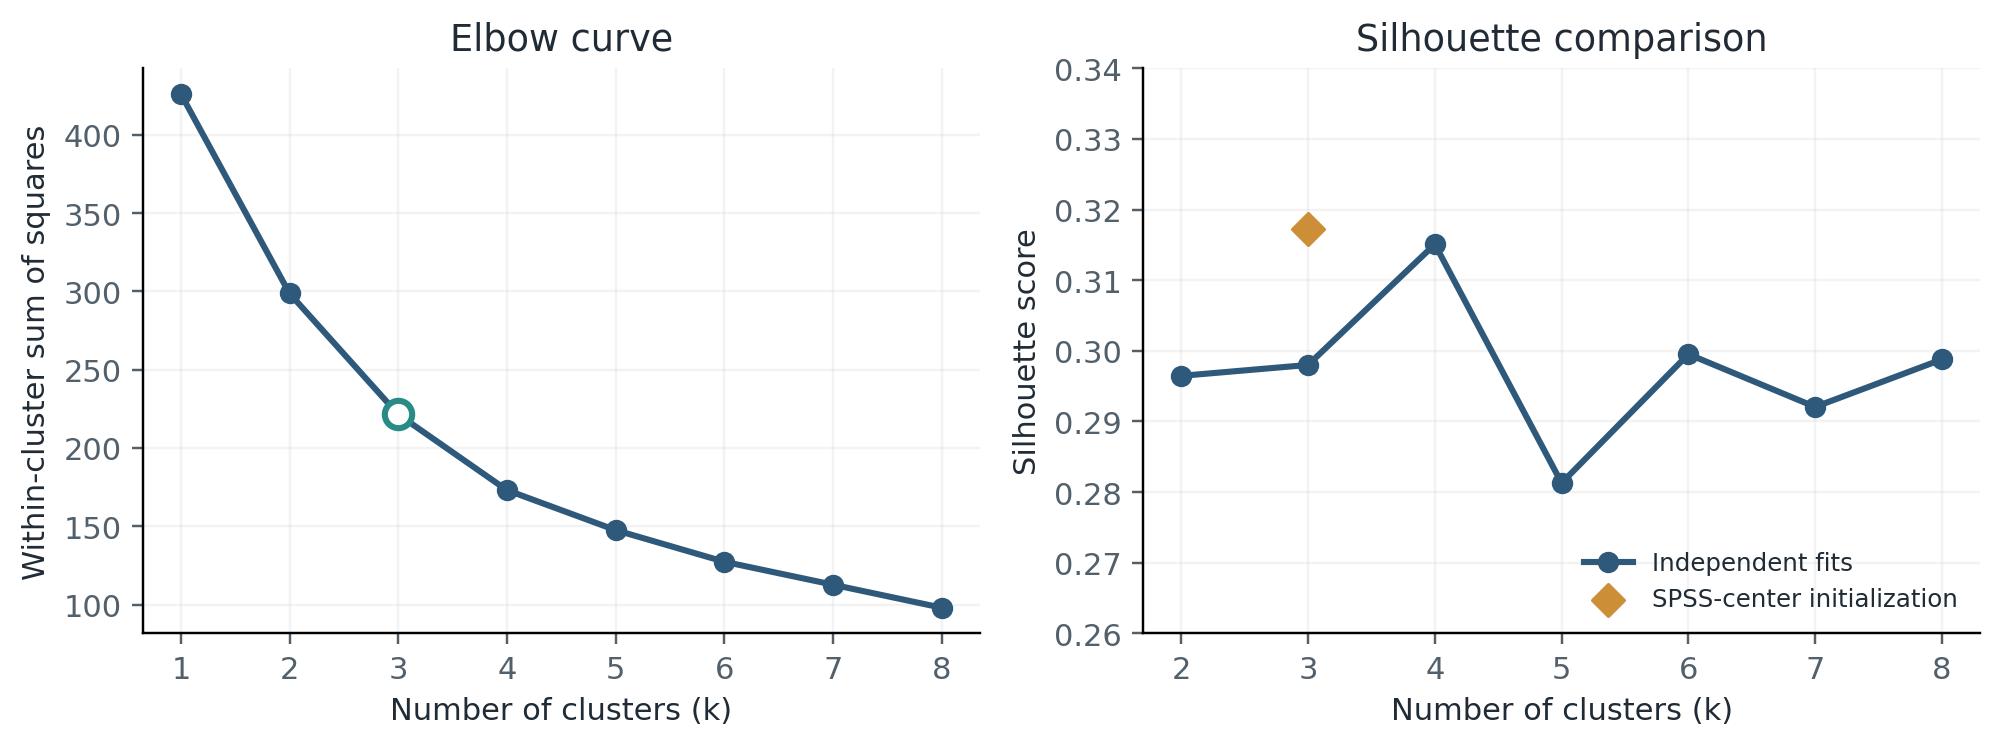 Elbow curve
Within-cluster sum of squares
400
350
300
250
200
150
100
1 2 3 4 5 6 7 8
Number of clusters (k)
Silhouette comparison
Silhouette score
0.34
0.33
0.32
0.31
0.30
0.29
0.28
0.27
0.26
Independent fits
SPSS-center initialization
2 3 4 5 6 7 8
Number of clusters (k)